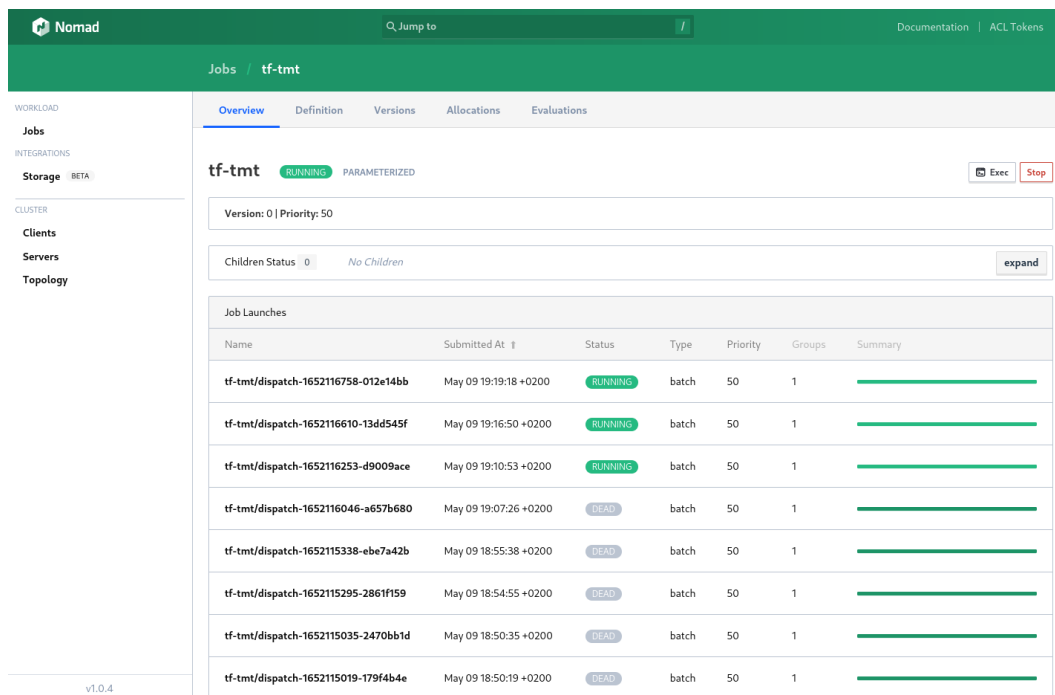 Nomad
Jump to
/
Documentation | ACL Tokens
Jobs / tf-tmt
WORKLOAD
Jobs
INTEGRATIONS
Storage BETA
CLUSTER
Clients
Servers
Topology
v1.0.4
Overview Definition Versions Allocations Evaluations
tf-tmt RUNNING PARAMETERIZED Exec Stop
Version: 0 | Priority: 50
Children Status 0 No Children expand
Job Launches
Name Submitted At Status Type Priority Groups Summary
tf-tmt/dispatch-1652116758-012e14bb May 09 19:19:18 +0200 RUNNING batch 50 1
tf-tmt/dispatch-1652116610-13dd545f May 09 19:16:50 +0200 RUNNING batch 50 1
tf-tmt/dispatch-1652116253-d9009ace May 09 19:10:53 +0200 RUNNING batch 50 1
tf-tmt/dispatch-1652116046-a657b680 May 09 19:07:26 +0200 DEAD batch 50 1
tf-tmt/dispatch-1652115338-ebe7a42b May 09 18:55:38 +0200 DEAD batch 50 1
tf-tmt/dispatch-1652115295-2861f159 May 09 18:54:55 +0200 DEAD batch 50 1
tf-tmt/dispatch-1652115035-2470bb1d May 09 18:50:35 +0200 DEAD batch 50 1
tf-tmt/dispatch-1652115019-179f4b4e May 09 18:50:19 +0200 DEAD batch 50 1